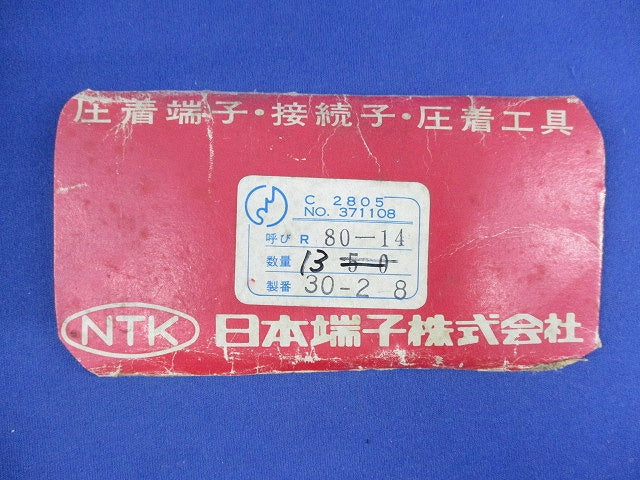 圧着端子・接続子・圧着工具
C 2805
NO. 371108
呼び R 80-14
数量 13 50
製番 30-2 8
NTK 日本端子株式会社